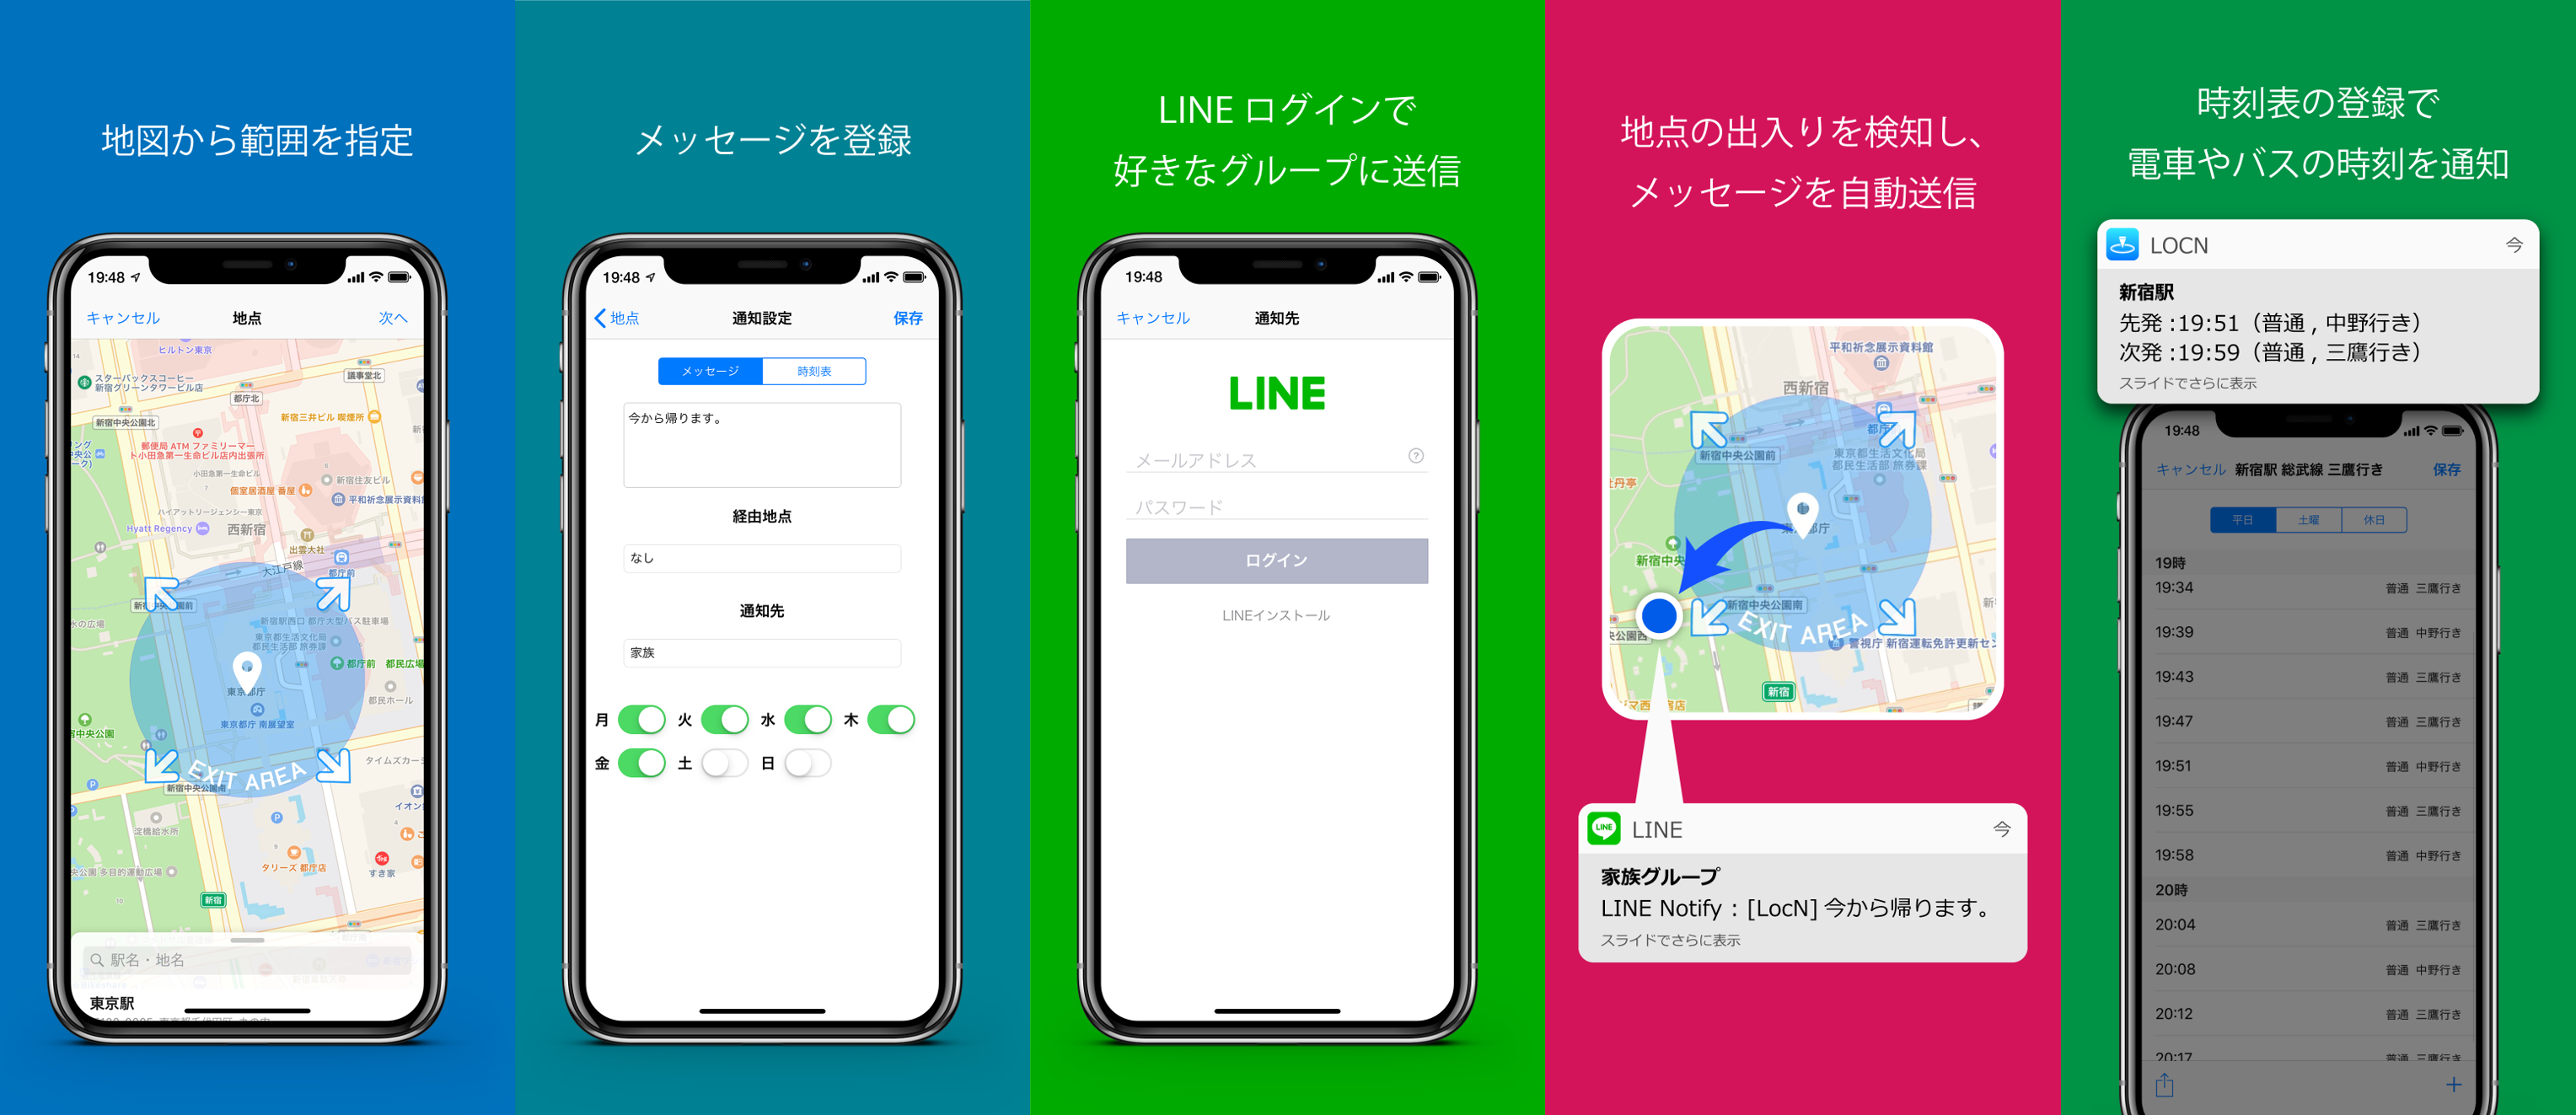 地図から範囲を指定
19:48
キャンセル 地点 次へ
ヒルトン東京
スターバックスコーヒー
新宿グリーンタワービル店
議事堂北
都庁北
新宿中央公園北
新宿三井ビル 喫煙所
郵便局 ATM ファミリーマー
ト小田急第一生命ビル店内出張所
小田急第一生命ビル
新宿住友ビル
個室居酒屋 番屋
平和祈念展示資料
ハイアットリージェンシー東京
Hyatt Regency
西新宿
出雲大社
大江戸線
都庁前
水の広場
新宿駅西口 都庁大型バス駐車場
東京都生活文化局
都民生活部 旅券課
都庁前 都民広場
東京都庁
都民ホール
東京都庁 南展望室
宿中央公園
タイムズカー
EXIT AREA
新宿中央公園南
イオン
淀橋給水所
タリーズ 都庁店
すき家
央公園 多目的運動広場
新宿
駅名・地名
東京駅
メッセージを登録
19:48
地点 通知設定 保存
メッセージ 時刻表
今から帰ります。
経由地点
なし
通知先
家族
月 火 水 木
金 土 日
LINE ログインで
好きなグループに送信
19:48
キャンセル 通知先
LINE
メールアドレス
パスワード
ログイン
LINEインストール
地点の出入りを検知し、
メッセージを自動送信
平和祈念展示資料館
西新宿
新宿中央公園前
東京都生活文化局
都民生活部 旅券課
牡丹亭
新宿中央
新宿中央公園南
EXIT AREA
央公園西
警視庁 新宿運転免許更新セン
新宿
LINE 今
家族グループ
LINE Notify : [LocN] 今から帰ります。
スライドでさらに表示
時刻表の登録で
電車やバスの時刻を通知
LOCN 今
新宿駅
先発 :19:51（普通 , 中野行き）
次発 :19:59（普通 , 三鷹行き）
スライドでさらに表示
19:48
キャンセル 新宿駅 総武線 三鷹行き 保存
平日 土曜 休日
19時
19:34 普通 三鷹行き
19:39 普通 中野行き
19:43 普通 三鷹行き
19:47 普通 三鷹行き
19:51 普通 中野行き
19:55 普通 三鷹行き
19:58 普通 中野行き
20時
20:04 普通 三鷹行き
20:08 普通 中野行き
20:12 普通 三鷹行き
20:17 普通 三鷹行き